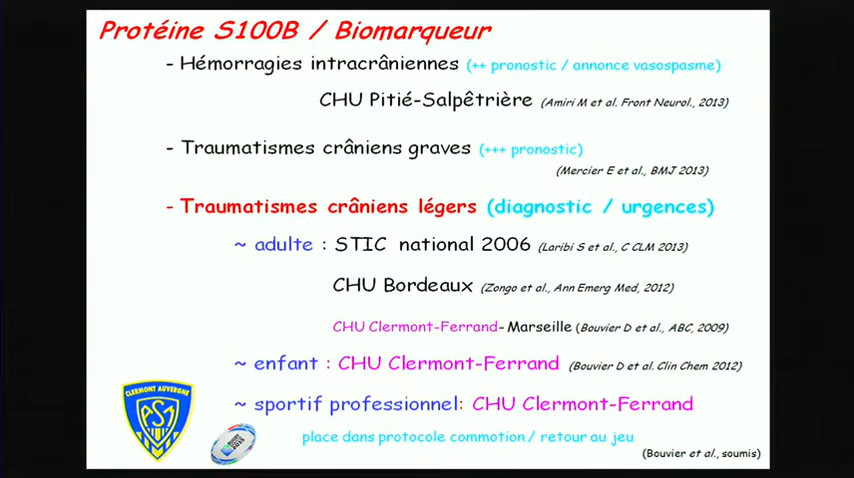 Protéine S100B / Biomarqueur
- Hémorragies intracrâniennes (++ pronostic / annonce vasospasme)
CHU Pitié-Salpêtrière (Amiri M et al. Front Neurol., 2013)
- Traumatismes crâniens graves (+++ pronostic)
(Mercier E et al., BMJ 2013)
- Traumatismes crâniens légers (diagnostic / urgences)
~ adulte : STIC national 2006 (Laribi S et al., C CLM 2013)
CHU Bordeaux (Zongo et al., Ann Emerg Med, 2012)
CHU Clermont-Ferrand- Marseille (Bouvier D et al., ABC, 2009)
~ enfant : CHU Clermont-Ferrand (Bouvier D et al. Clin Chem 2012)
CLERMONT AUVERGNE
ASM
~ sportif professionnel: CHU Clermont-Ferrand
place dans protocole commotion / retour au jeu
(Bouvier et al., soumis)